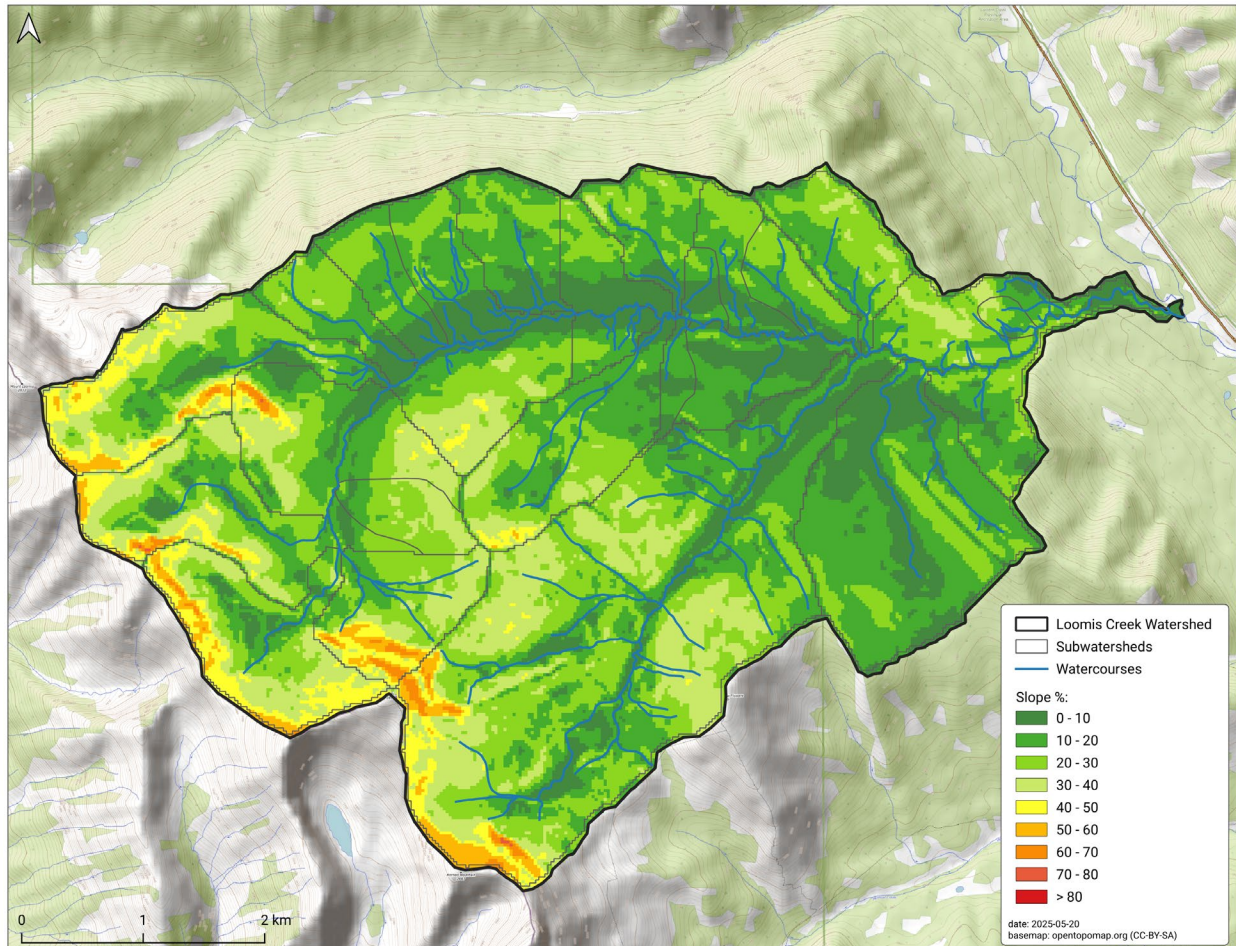 Loomis Creek Watershed
Subwatersheds
Watercourses
Slope %:
0 - 10
10 - 20
20 - 30
30 - 40
40 - 50
50 - 60
60 - 70
70 - 80
> 80
date: 2025-05-20
basemap: opentopomap.org (CC-BY-SA)
0 1 2 km